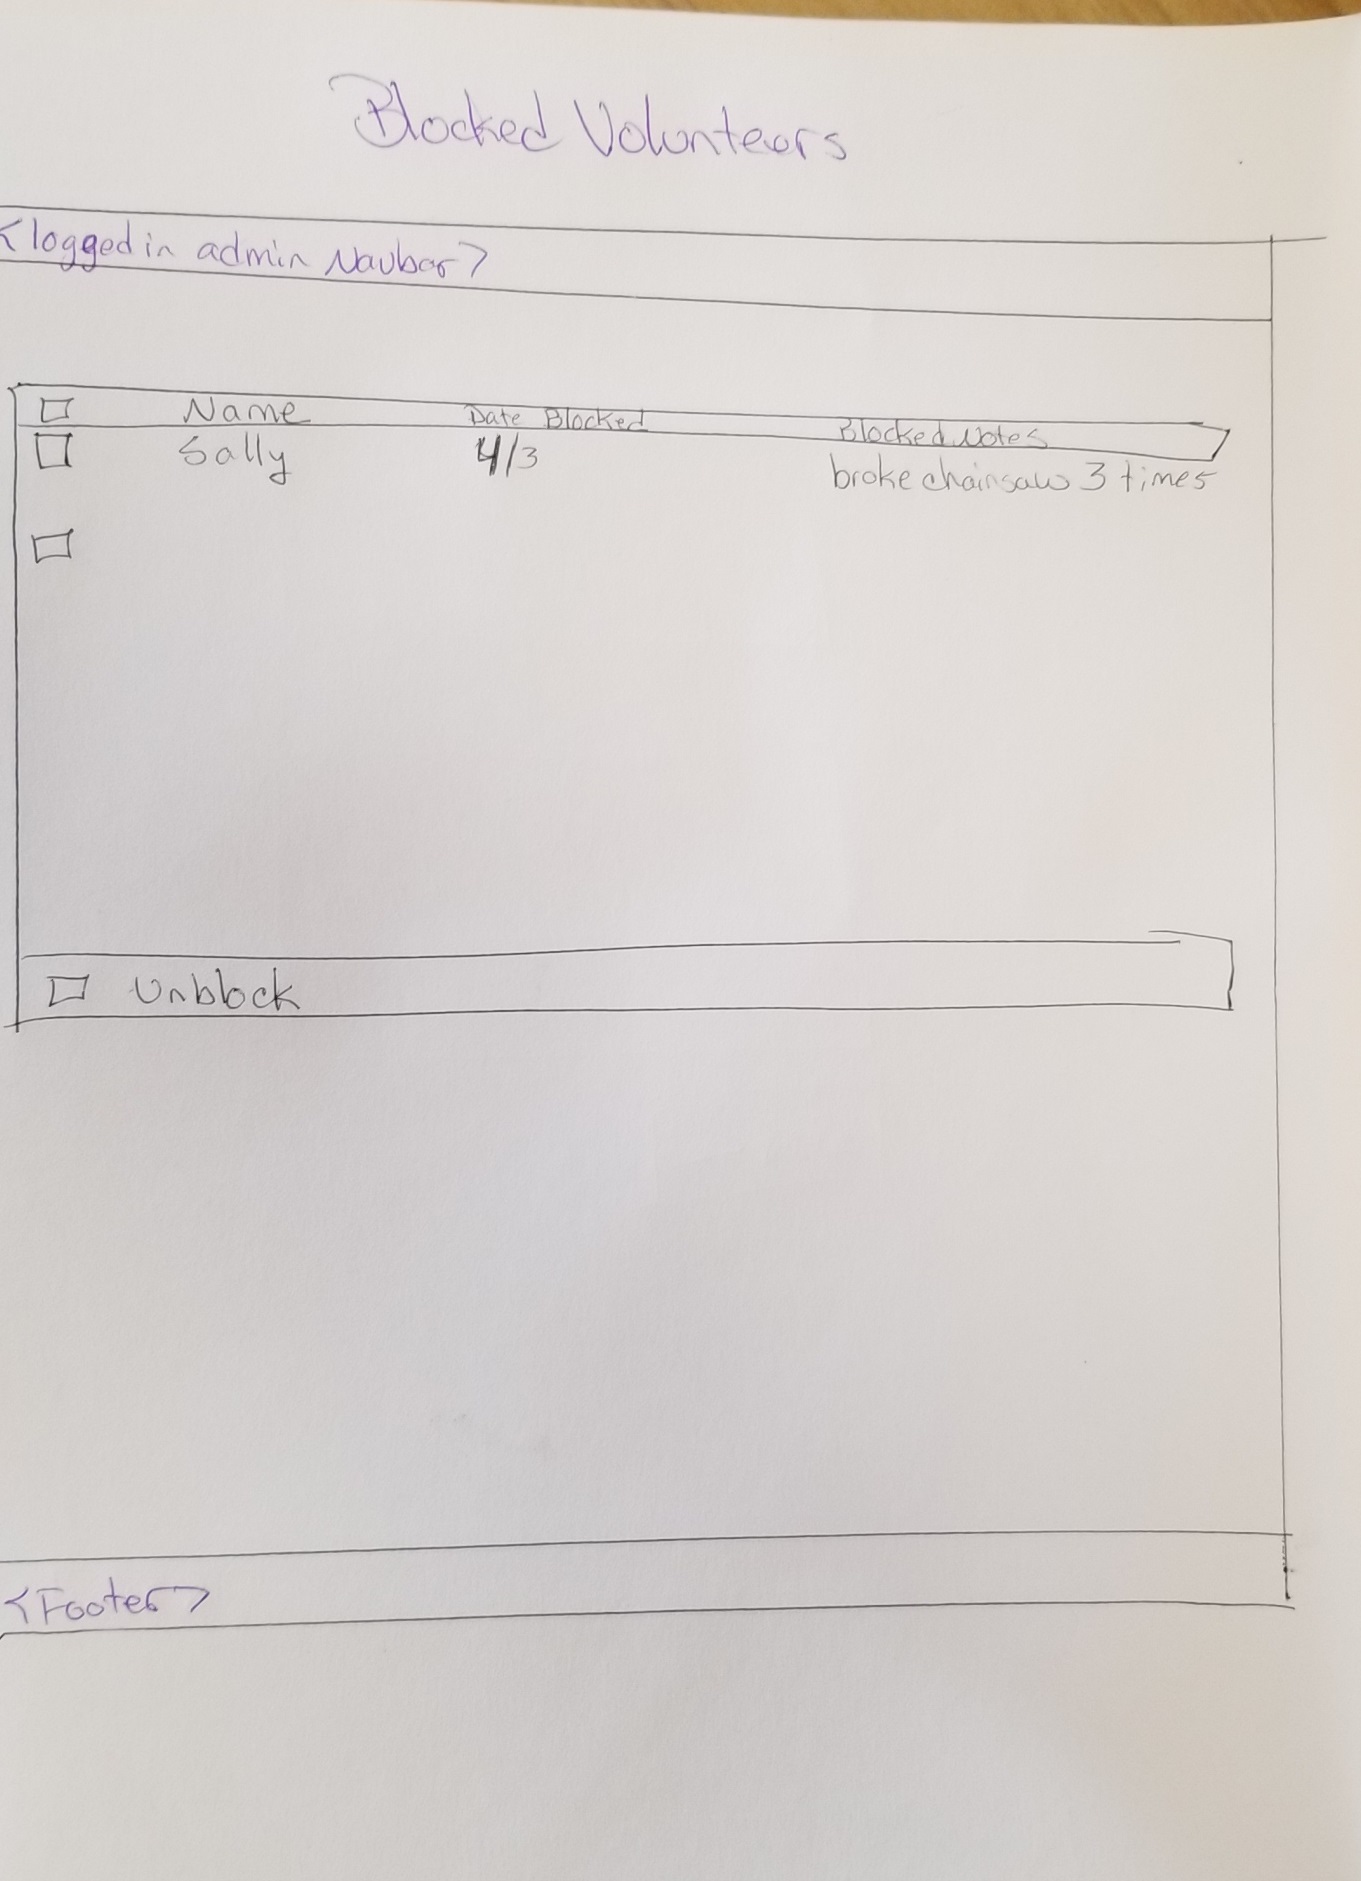 Blocked Volunteers
<logged in admin Navbar>
Name Date Blocked Blocked Notes
Sally 4/3 broke chainsaw 3 times
Unblock
<Footer>